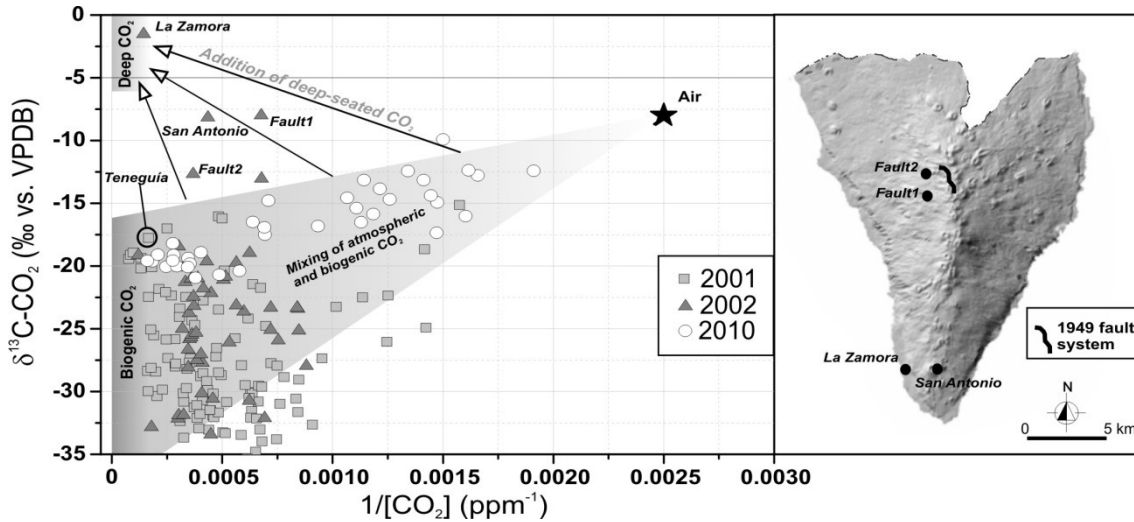 0
-5
-10
-15
-20
-25
-30
-35
δ¹³C-CO₂ (‰ vs. VPDB)
0
0.0005
0.0010
0.0015
0.0020
0.0025
0.0030
1/[CO₂] (ppm⁻¹)
Deep CO₂
La Zamora
Addition of deep-seated CO₂
San Antonio
Fault1
Fault2
Teneguía
Air
Mixing of atmospheric
and biogenic CO₂
Biogenic CO₂
2001
2002
2010
Fault2
Fault1
La Zamora
San Antonio
1949 fault
system
N
0 5 km